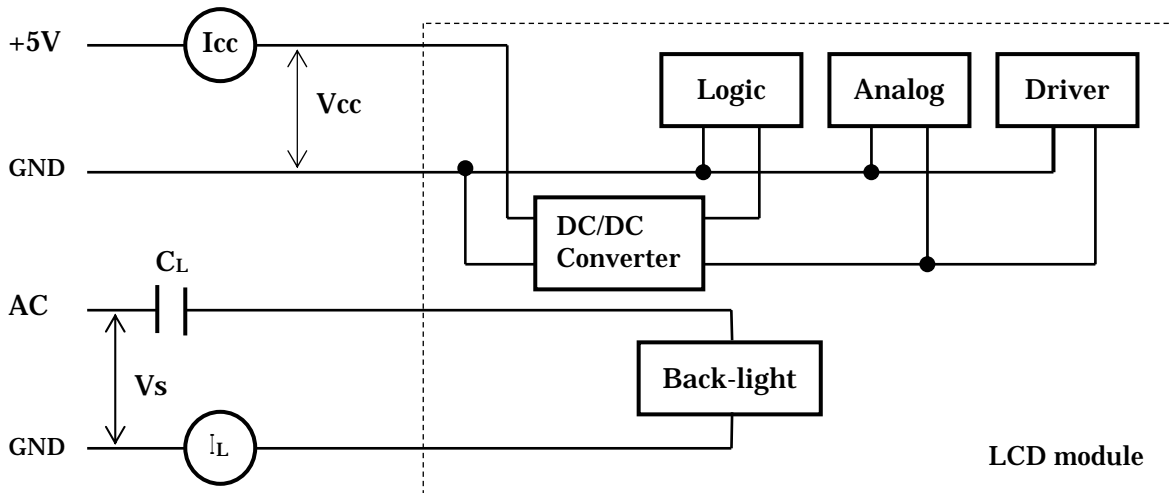 +5V
Icc
Vcc
Logic
Analog
Driver
GND
DC/DC
Converter
CL
AC
Vs
Back-light
GND
IL
LCD module